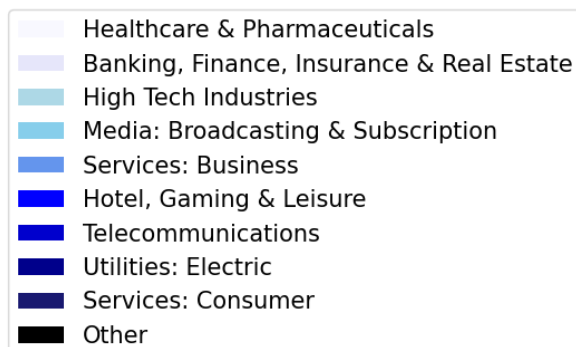 Healthcare & Pharmaceuticals
Banking, Finance, Insurance & Real Estate
High Tech Industries
Media: Broadcasting & Subscription
Services: Business
Hotel, Gaming & Leisure
Telecommunications
Utilities: Electric
Services: Consumer
Other